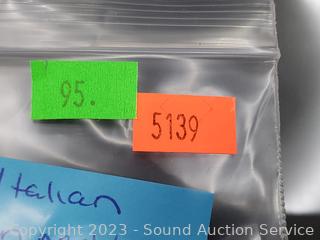 95.
5139
Italian
Copyright 2023 - Sound Auction Service